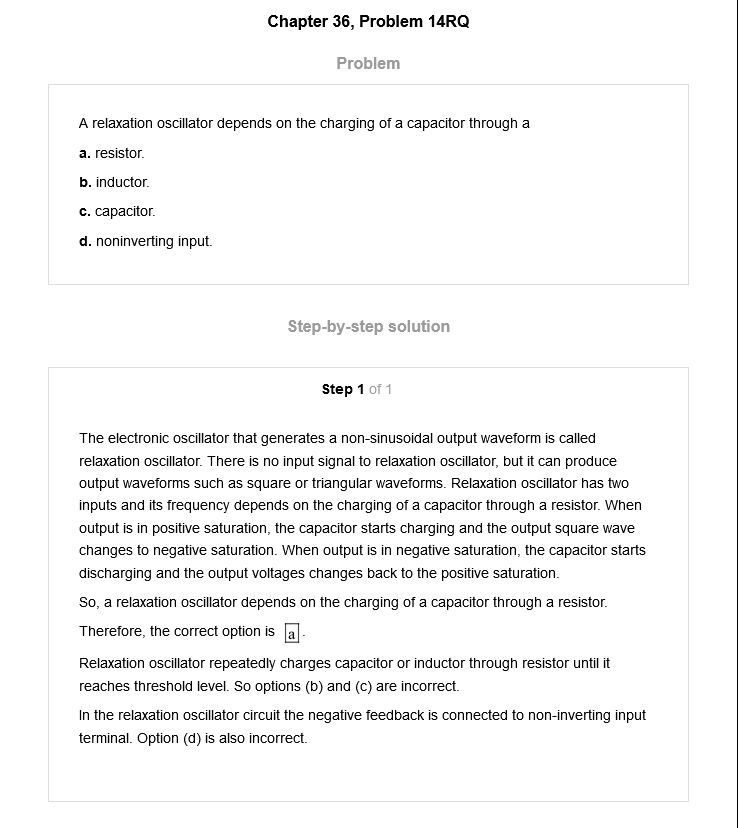 Chapter 36, Problem 14RQ
Problem
A relaxation oscillator depends on the charging of a capacitor through a
a. resistor.
b. inductor.
c. capacitor.
d. noninverting input.
Step-by-step solution
Step 1 of 1
The electronic oscillator that generates a non-sinusoidal output waveform is called
relaxation oscillator. There is no input signal to relaxation oscillator, but it can produce
output waveforms such as square or triangular waveforms. Relaxation oscillator has two
inputs and its frequency depends on the charging of a capacitor through a resistor. When
output is in positive saturation, the capacitor starts charging and the output square wave
changes to negative saturation. When output is in negative saturation, the capacitor starts
discharging and the output voltages changes back to the positive saturation.
So, a relaxation oscillator depends on the charging of a capacitor through a resistor.
Therefore, the correct option is a.
Relaxation oscillator repeatedly charges capacitor or inductor through resistor until it
reaches threshold level. So options (b) and (c) are incorrect.
In the relaxation oscillator circuit the negative feedback is connected to non-inverting input
terminal. Option (d) is also incorrect.